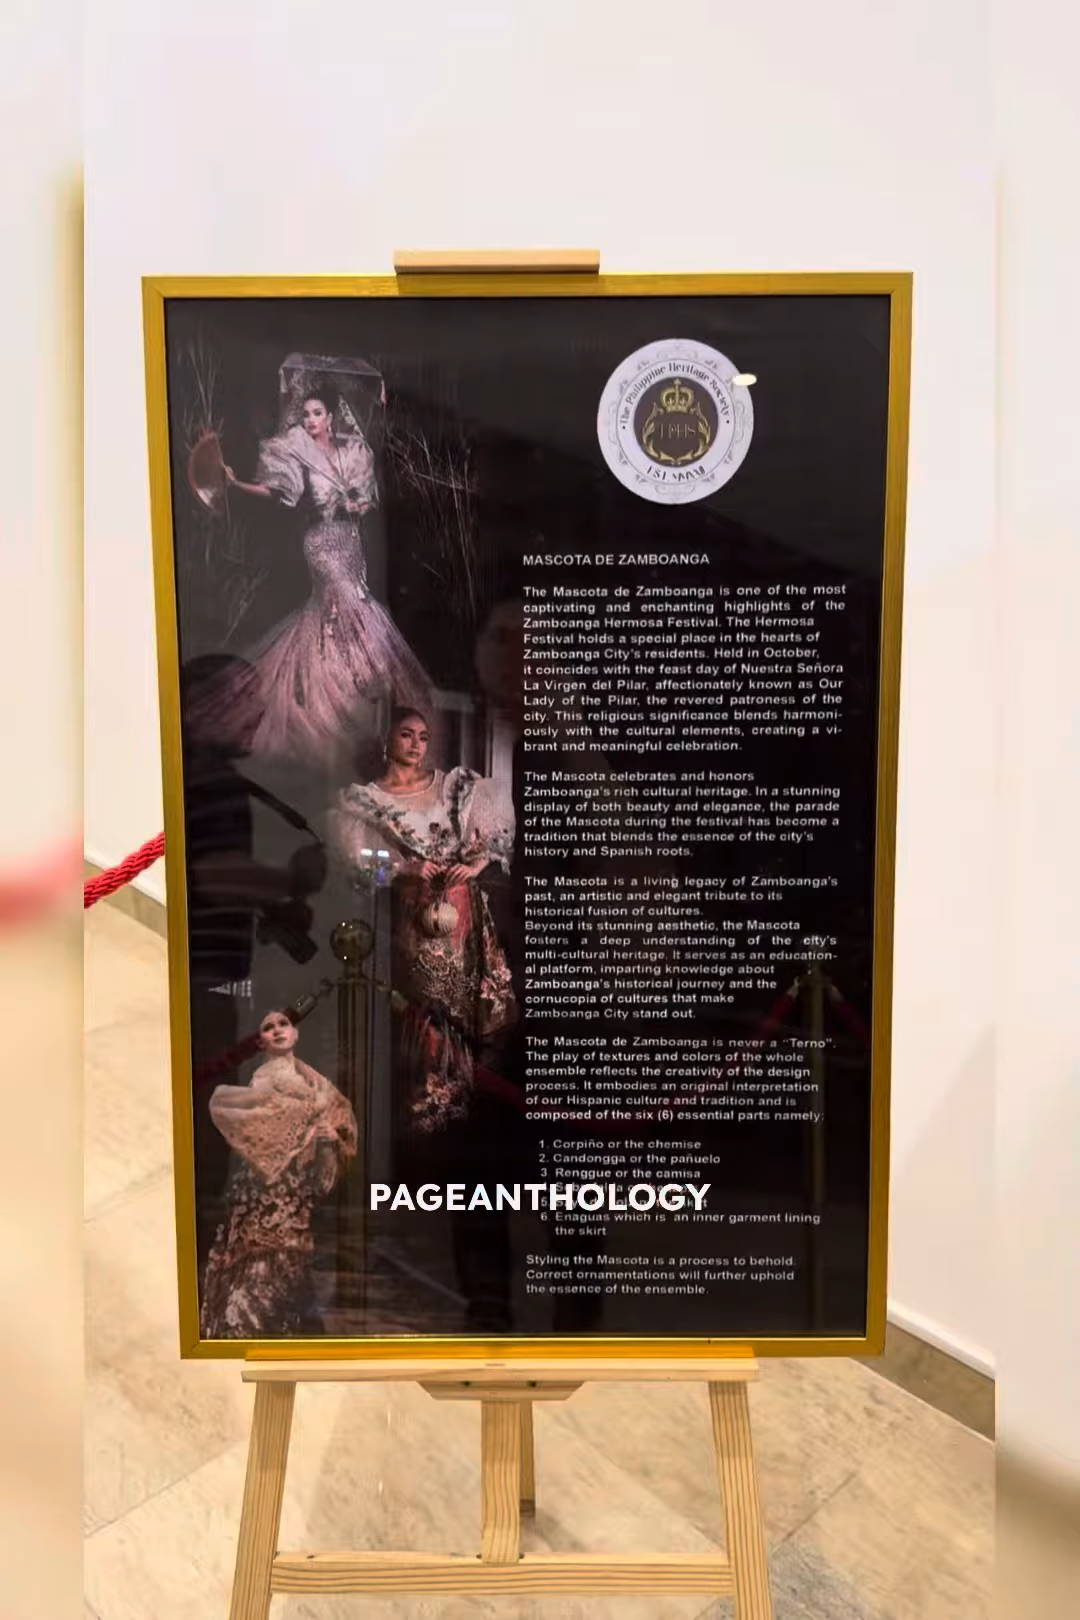 The Philippine Heritage Society
TPHS
MASCOTA DE ZAMBOANGA
The Mascota de Zamboanga is one of the most
captivating and enchanting highlights of the
Zamboanga Hermosa Festival. The Hermosa
Festival holds a special place in the hearts of
Zamboanga City's residents. Held in October,
it coincides with the feast day of Nuestra Señora
La Virgen del Pilar, affectionately known as Our
Lady of the Pilar, the revered patroness of the
city. This religious significance blends harmoni-
ously with the cultural elements, creating a vi-
brant and meaningful celebration.
The Mascota celebrates and honors
Zamboanga's rich cultural heritage. In a stunning
display of both beauty and elegance, the parade
of the Mascota during the festival has become a
tradition that blends the essence of the city's
history and Spanish roots.
The Mascota is a living legacy of Zamboanga's
past, an artistic and elegant tribute to its
historical fusion of cultures.
Beyond its stunning aesthetic, the Mascota
fosters a deep understanding of the city's
multi-cultural heritage. It serves as an education-
al platform, imparting knowledge about
Zamboanga's historical journey and the
cornucopia of cultures that make
Zamboanga City stand out.
The Mascota de Zamboanga is never a "Terno".
The play of textures and colors of the whole
ensemble reflects the creativity of the design
process. It embodies an original interpretation
of our Hispanic culture and tradition and is
composed of the six (6) essential parts namely:
1. Corpiño or the chemise
2. Candongga or the pañuelo
3. Renggue or the camisa
PAGEANTHOLOGY
5.
6. Enaguas which is an inner garment lining
the skirt
Styling the Mascota is a process to behold.
Correct ornamentations will further uphold
the essence of the ensemble.